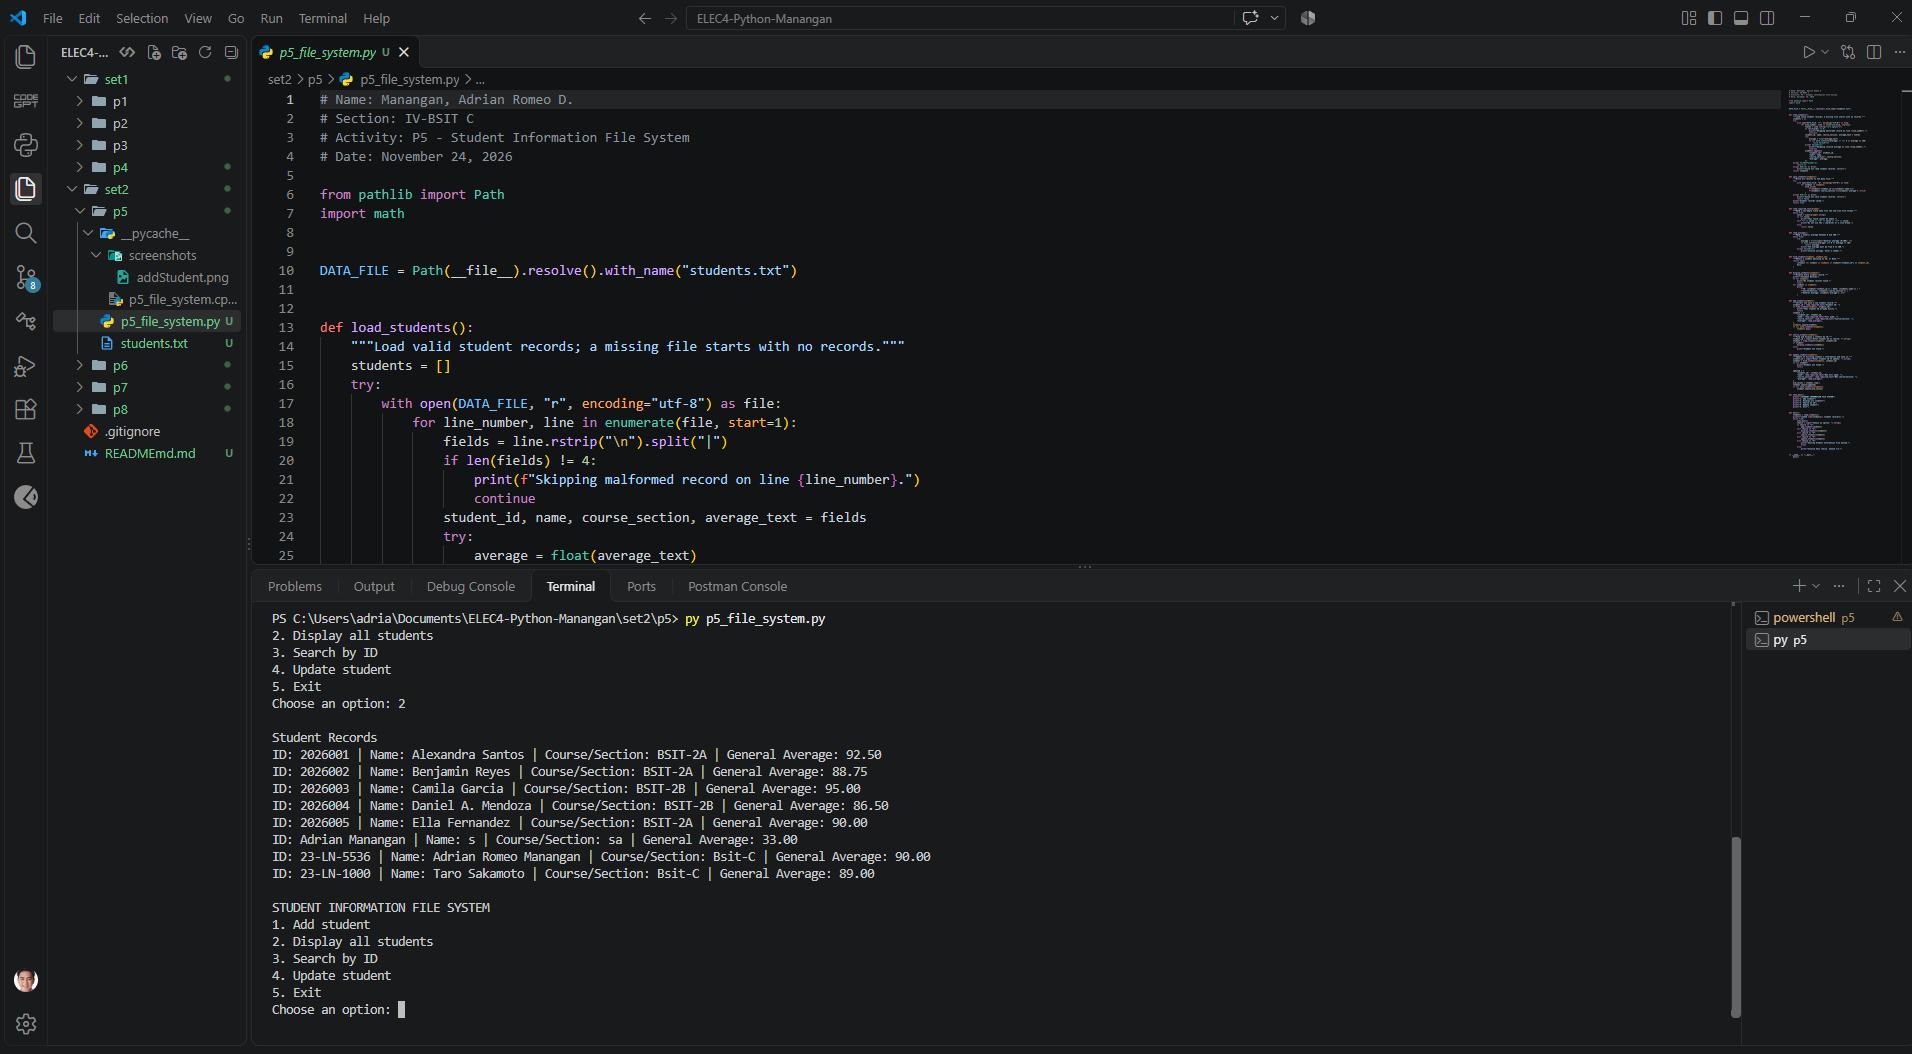 File Edit Selection View Go Run Terminal Help
ELEC4-Python-Manangan
ELEC4-...
set1
p1
p2
p3
p4
set2
p5
__pycache__
screenshots
addStudent.png
p5_file_system.cp...
p5_file_system.py U
students.txt U
p6
p7
p8
.gitignore
READMEmd.md U
CODE GPT
8
p5_file_system.py U
set2 > p5 > p5_file_system.py > ...
1 # Name: Manangan, Adrian Romeo D.
2 # Section: IV-BSIT C
3 # Activity: P5 - Student Information File System
4 # Date: November 24, 2026
5
6 from pathlib import Path
7 import math
8
9
10 DATA_FILE = Path(__file__).resolve().with_name("students.txt")
11
12
13 def load_students():
14 """Load valid student records; a missing file starts with no records."""
15 students = []
16 try:
17 with open(DATA_FILE, "r", encoding="utf-8") as file:
18 for line_number, line in enumerate(file, start=1):
19 fields = line.rstrip("\n").split("|")
20 if len(fields) != 4:
21 print(f"Skipping malformed record on line {line_number}.")
22 continue
23 student_id, name, course_section, average_text = fields
24 try:
25 average = float(average_text)
Problems Output Debug Console Terminal Ports Postman Console
PS C:\Users\adria\Documents\ELEC4-Python-Manangan\set2\p5> py p5_file_system.py
2. Display all students
3. Search by ID
4. Update student
5. Exit
Choose an option: 2

Student Records
ID: 2026001 | Name: Alexandra Santos | Course/Section: BSIT-2A | General Average: 92.50
ID: 2026002 | Name: Benjamin Reyes | Course/Section: BSIT-2A | General Average: 88.75
ID: 2026003 | Name: Camila Garcia | Course/Section: BSIT-2B | General Average: 95.00
ID: 2026004 | Name: Daniel A. Mendoza | Course/Section: BSIT-2B | General Average: 86.50
ID: 2026005 | Name: Ella Fernandez | Course/Section: BSIT-2A | General Average: 90.00
ID: Adrian Manangan | Name: s | Course/Section: sa | General Average: 33.00
ID: 23-LN-5536 | Name: Adrian Romeo Manangan | Course/Section: Bsit-C | General Average: 90.00
ID: 23-LN-1000 | Name: Taro Sakamoto | Course/Section: Bsit-C | General Average: 89.00

STUDENT INFORMATION FILE SYSTEM
1. Add student
2. Display all students
3. Search by ID
4. Update student
5. Exit
Choose an option:
powershell p5
py p5